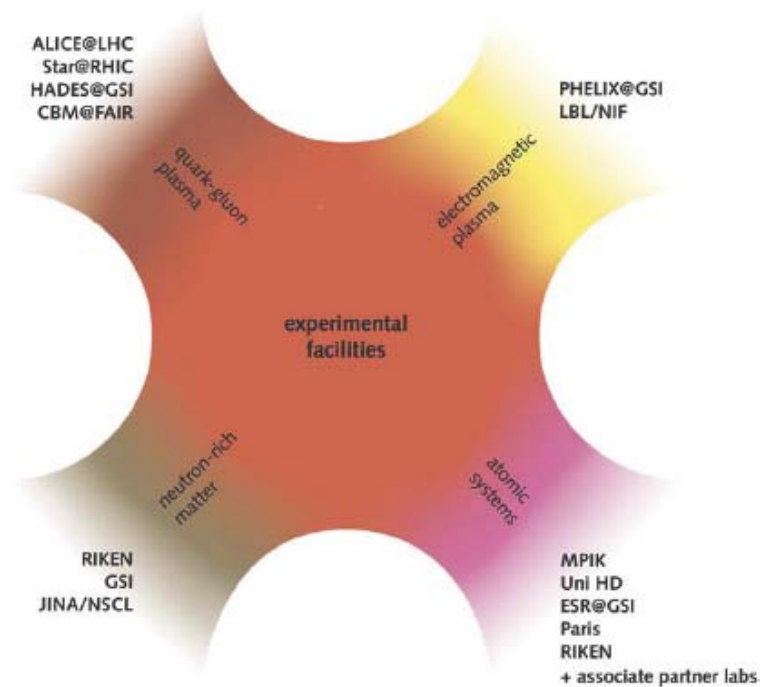 ALICE@LHC
Star@RHIC
HADES@GSI
CBM@FAIR
PHELIX@GSI
LBL/NIF
quark-gluon
plasma
electromagnetic
plasma
experimental
facilities
neutron-rich
matter
atomic
systems
RIKEN
GSI
JINA/NSCL
MPIK
Uni HD
ESR@GSI
Paris
RIKEN
+ associate partner labs